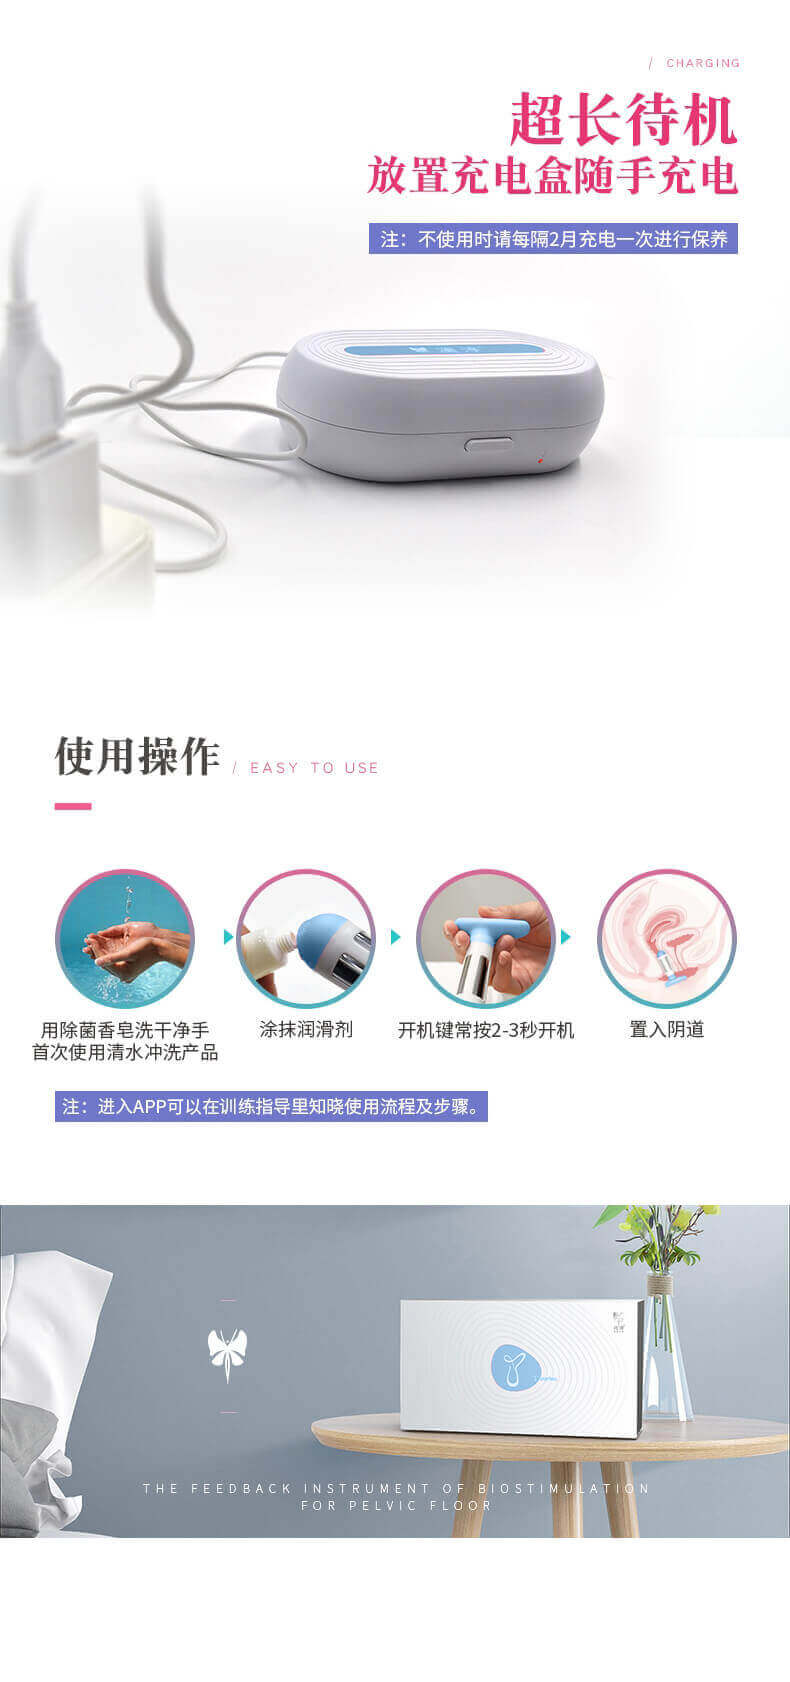 / CHARGING
超长待机
放置充电盒随手充电
注：不使用时请每隔2月充电一次进行保养
使用操作 / EASY TO USE
用除菌香皂洗干净手
首次使用清水冲洗产品
涂抹润滑剂
开机键常按2-3秒开机
置入阴道
注：进入APP可以在训练指导里知晓使用流程及步骤。
THE FEEDBACK INSTRUMENT OF BIOSTIMULATION
FOR PELVIC FLOOR